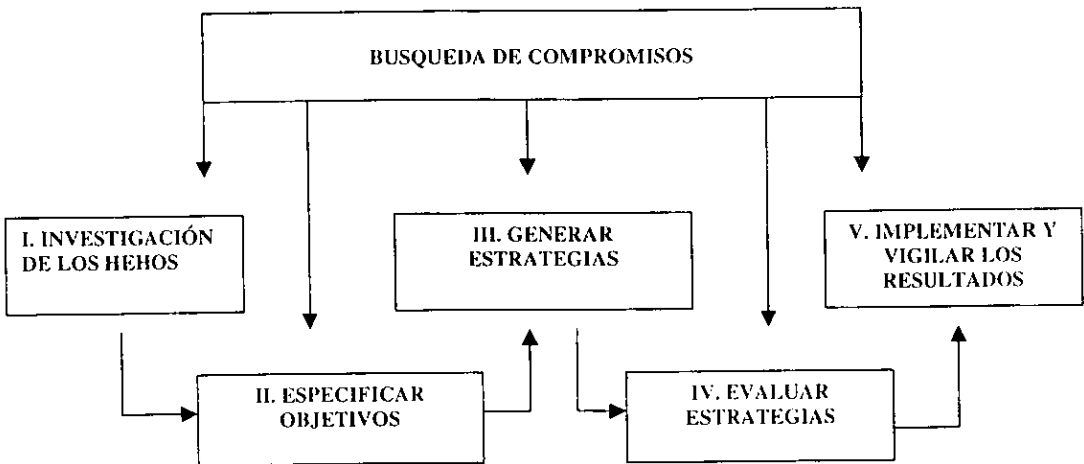 BUSQUEDA DE COMPROMISOS
I. INVESTIGACIÓN
DE LOS HEHOS
III. GENERAR
ESTRATEGIAS
V. IMPLEMENTAR Y
VIGILAR LOS
RESULTADOS
II. ESPECIFICAR
OBJETIVOS
IV. EVALUAR
ESTRATEGIAS